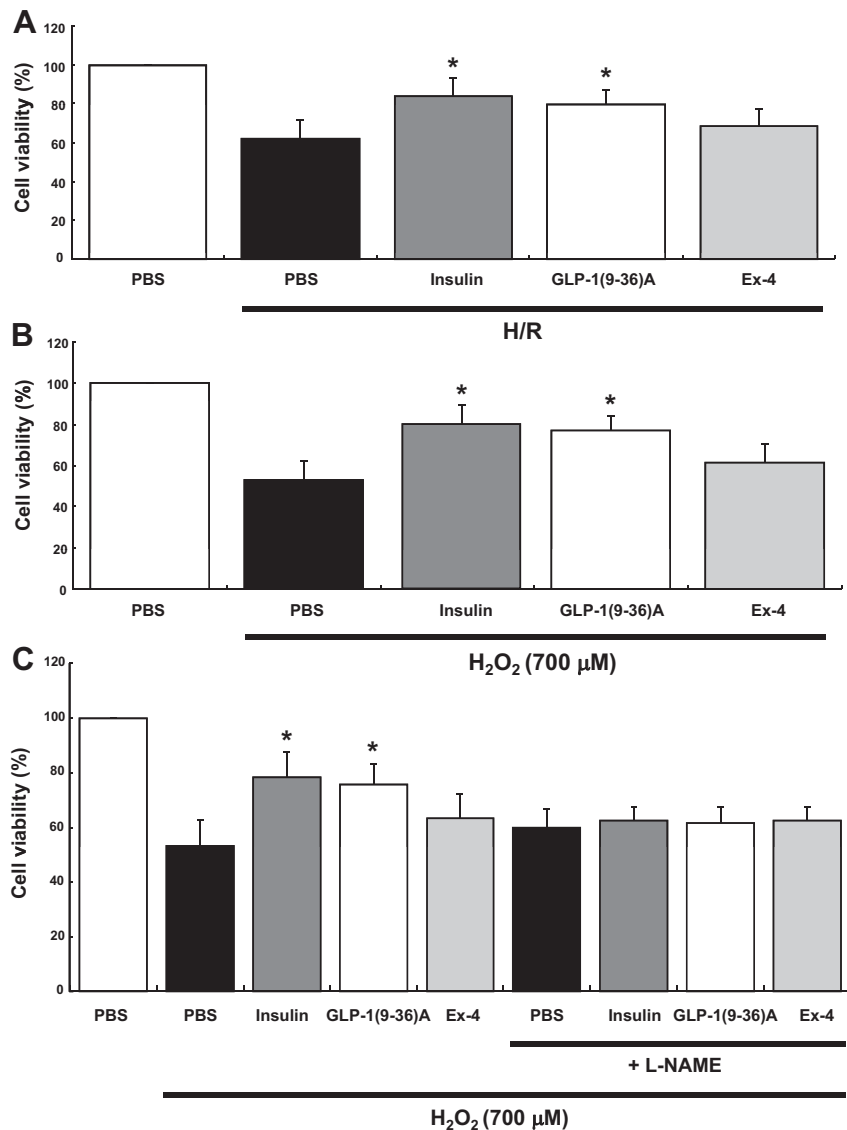 A
Cell viability (%)
120
100
80
60
40
20
0
* *
PBS PBS Insulin GLP-1(9-36)A Ex-4
H/R
B
Cell viability (%)
120
100
80
60
40
20
0
* *
PBS PBS Insulin GLP-1(9-36)A Ex-4
H₂O₂ (700 µM)
C
Cell viability (%)
120
100
80
60
40
20
0
* *
PBS PBS Insulin GLP-1(9-36)A Ex-4 PBS Insulin GLP-1(9-36)A Ex-4
+ L-NAME
H₂O₂ (700 µM)